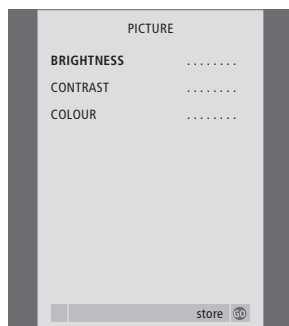 PICTURE
BRIGHTNESS ........
CONTRAST ........
COLOUR ........
store GO